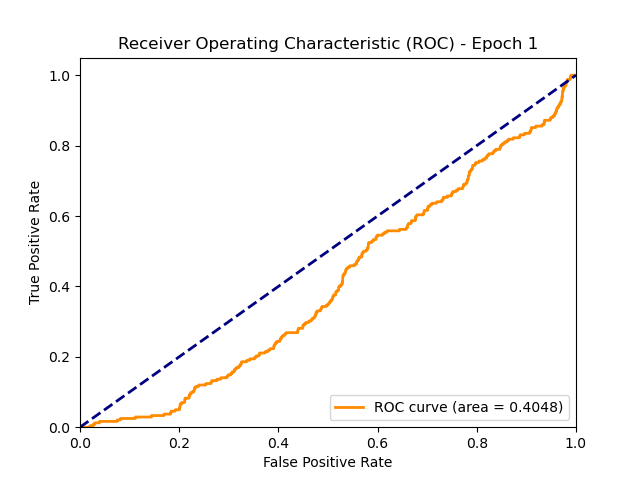 Receiver Operating Characteristic (ROC) - Epoch 1
True Positive Rate
1.0
0.8
0.6
0.4
0.2
0.0
ROC curve (area = 0.4048)
0.0 0.2 0.4 0.6 0.8 1.0
False Positive Rate